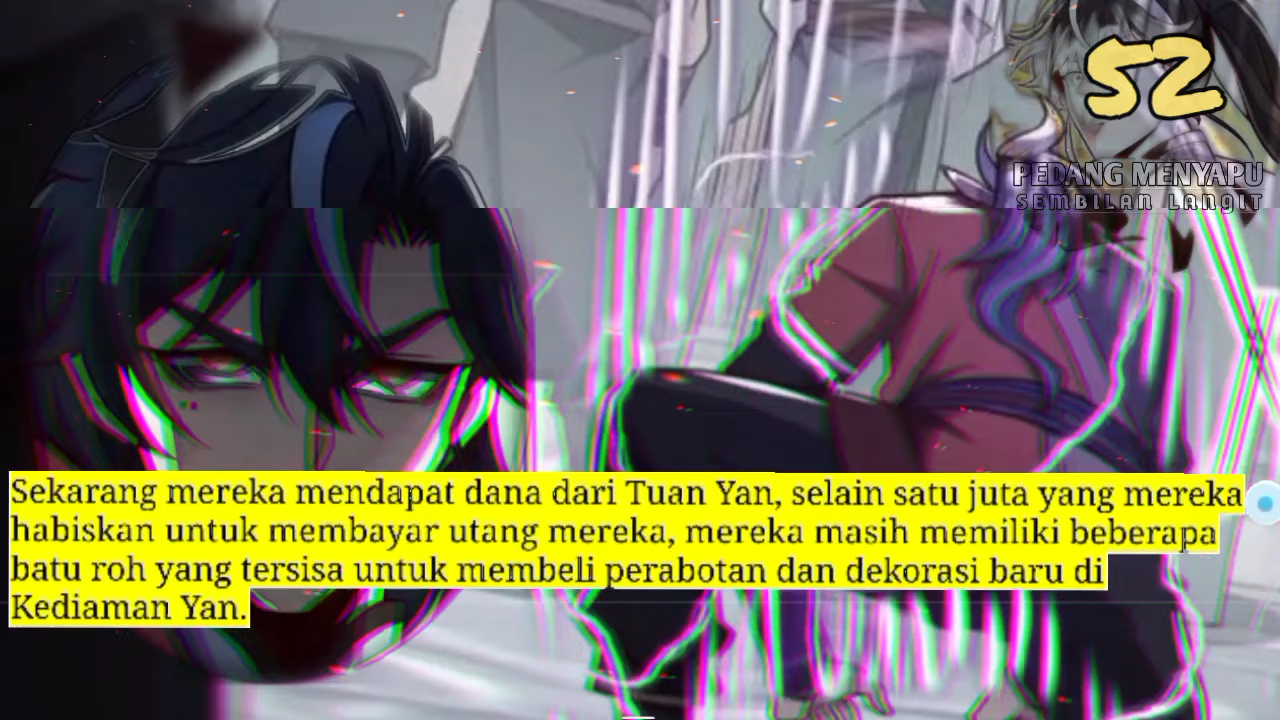 52
PEDANG MENYAPU
SEMBILAN LANGIT
Sekarang mereka mendapat dana dari Tuan Yan, selain satu juta yang mereka
habiskan untuk membayar utang mereka, mereka masih memiliki beberapa
batu roh yang tersisa untuk membeli perabotan dan dekorasi baru di
Kediaman Yan.